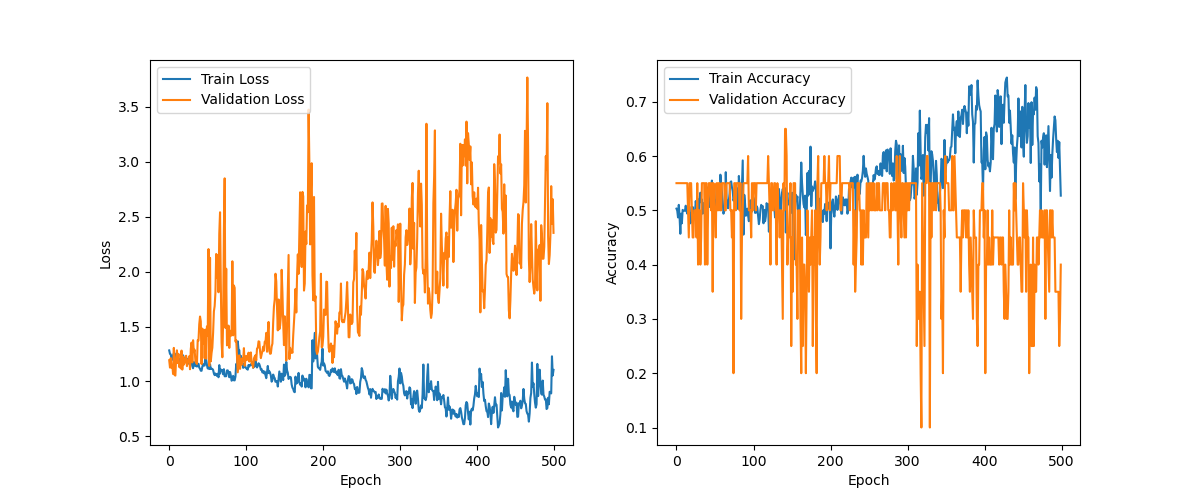 Train Loss
Validation Loss
3.5
3.0
2.5
2.0
1.5
1.0
0.5
Loss
0 100 200 300 400 500
Epoch
Train Accuracy
Validation Accuracy
0.7
0.6
0.5
0.4
0.3
0.2
0.1
Accuracy
0 100 200 300 400 500
Epoch